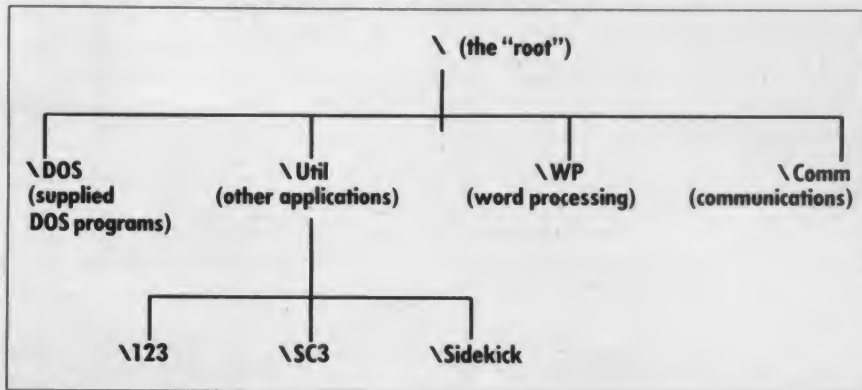 \ (the “root”)
\DOS \Util \WP \Comm
(supplied (other applications) (word processing) (communications)
DOS programs)
\123 \SC3 \Sidekick